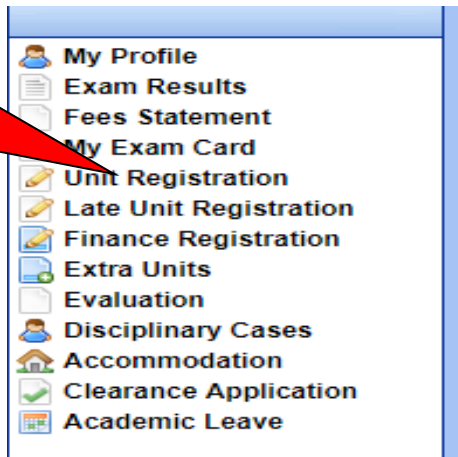 My Profile
Exam Results
Fees Statement
My Exam Card
Unit Registration
Late Unit Registration
Finance Registration
Extra Units
Evaluation
Disciplinary Cases
Accommodation
Clearance Application
Academic Leave